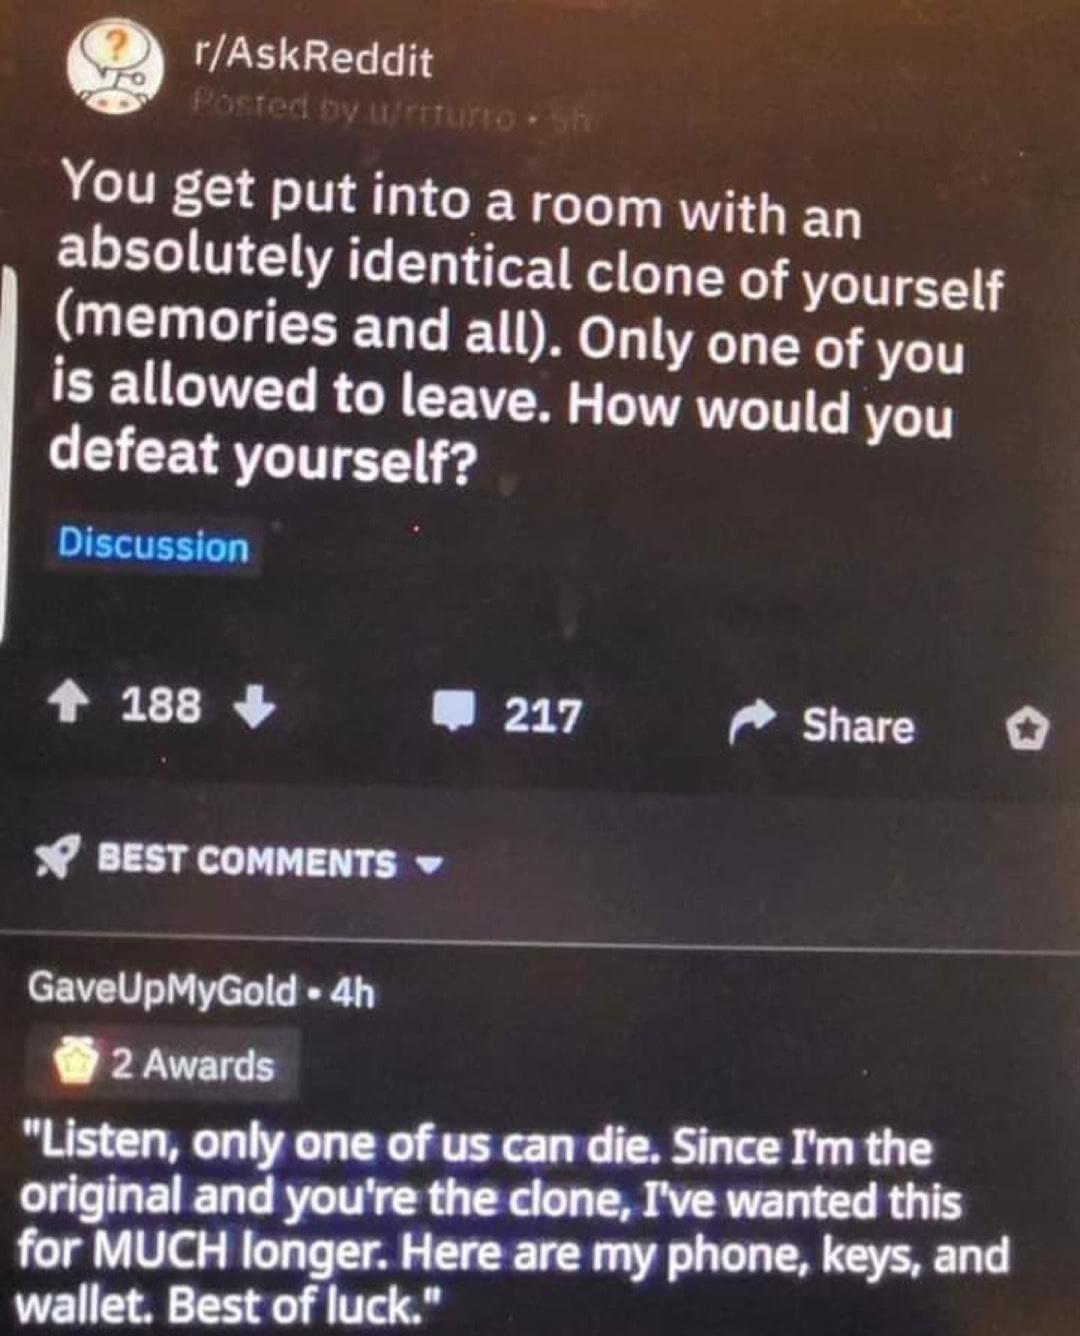 r/AskReddit
Posted by u/rrturro • 5h
You get put into a room with an
absolutely identical clone of yourself
(memories and all). Only one of you
is allowed to leave. How would you
defeat yourself?
Discussion
188
217
Share
BEST COMMENTS
GaveUpMyGold • 4h
2 Awards
"Listen, only one of us can die. Since I'm the
original and you're the clone, I've wanted this
for MUCH longer. Here are my phone, keys, and
wallet. Best of luck."